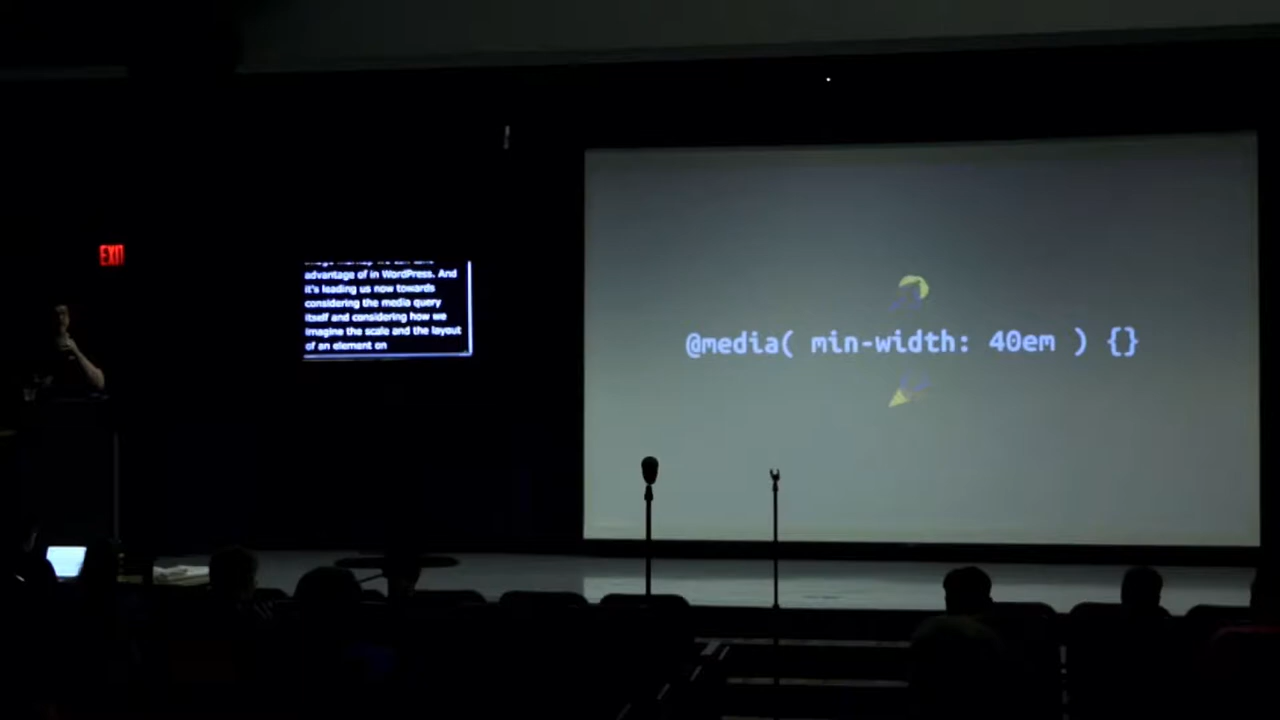 EXIT
advantage of in WordPress. And
it's leading us now towards
considering the media query
itself and considering how we
imagine the scale and the layout
of an element on
@media( min-width: 40em ) {}